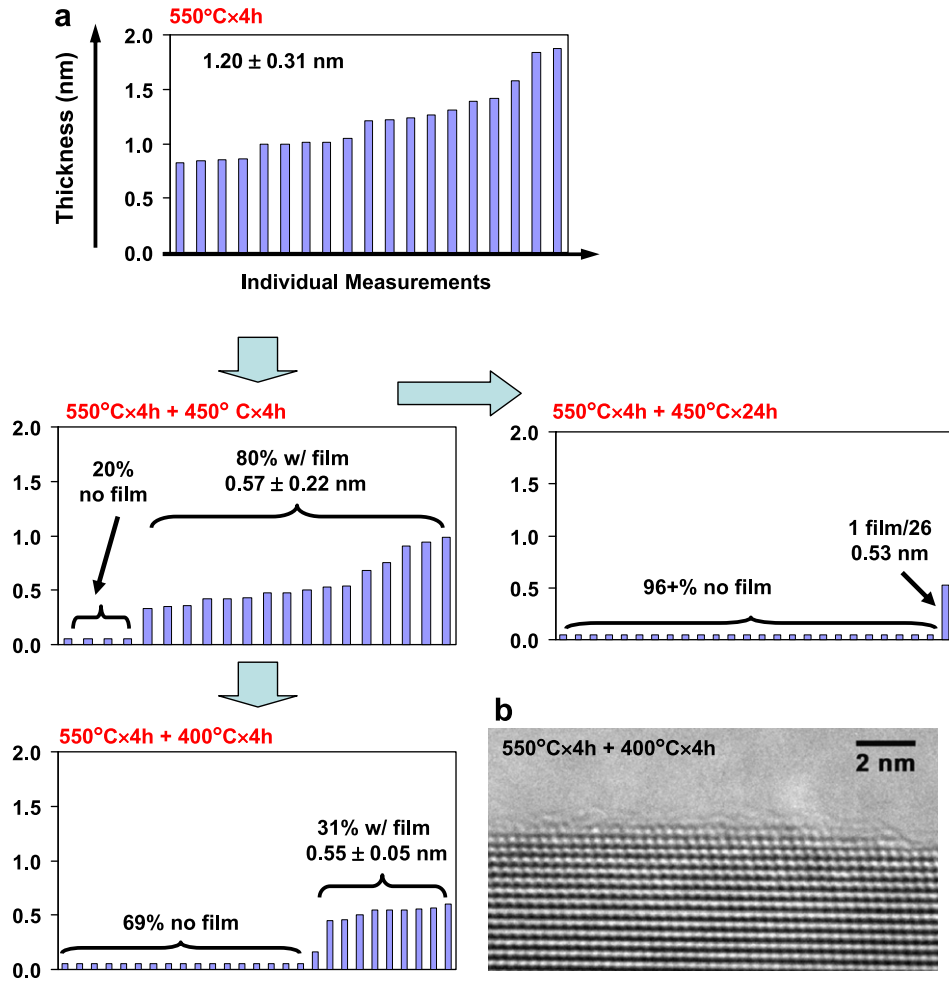 a
550°C×4h
2.0
1.5
1.0
0.5
0.0
Thickness (nm)
1.20 ± 0.31 nm
Individual Measurements
550°C×4h + 450° C×4h
2.0
1.5
1.0
0.5
0.0
20%
no film
80% w/ film
0.57 ± 0.22 nm
550°C×4h + 450°C×24h
2.0
1.5
1.0
0.5
0.0
96+% no film
1 film/26
0.53 nm
550°C×4h + 400°C×4h
2.0
1.5
1.0
0.5
0.0
69% no film
31% w/ film
0.55 ± 0.05 nm
b
550°C×4h + 400°C×4h
2 nm